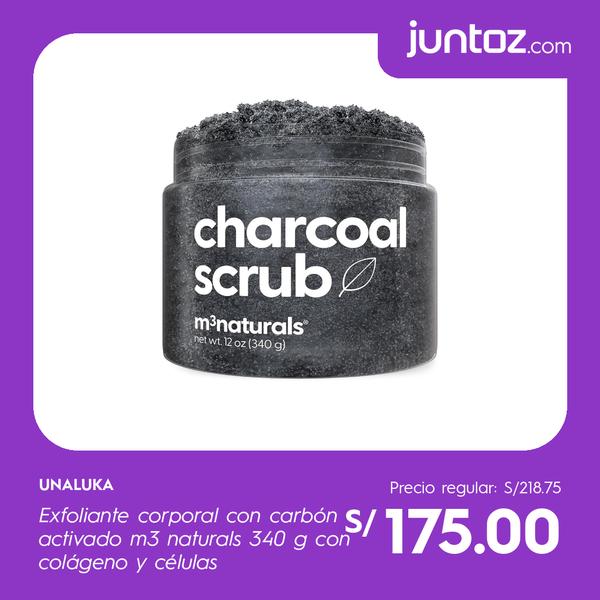 juntoz.com
charcoal
scrub
m³naturals®
net wt. 12 oz (340 g)
UNALUKA
Exfoliante corporal con carbón
activado m3 naturals 340 g con
colágeno y células
Precio regular: S/218.75
S/ 175.00